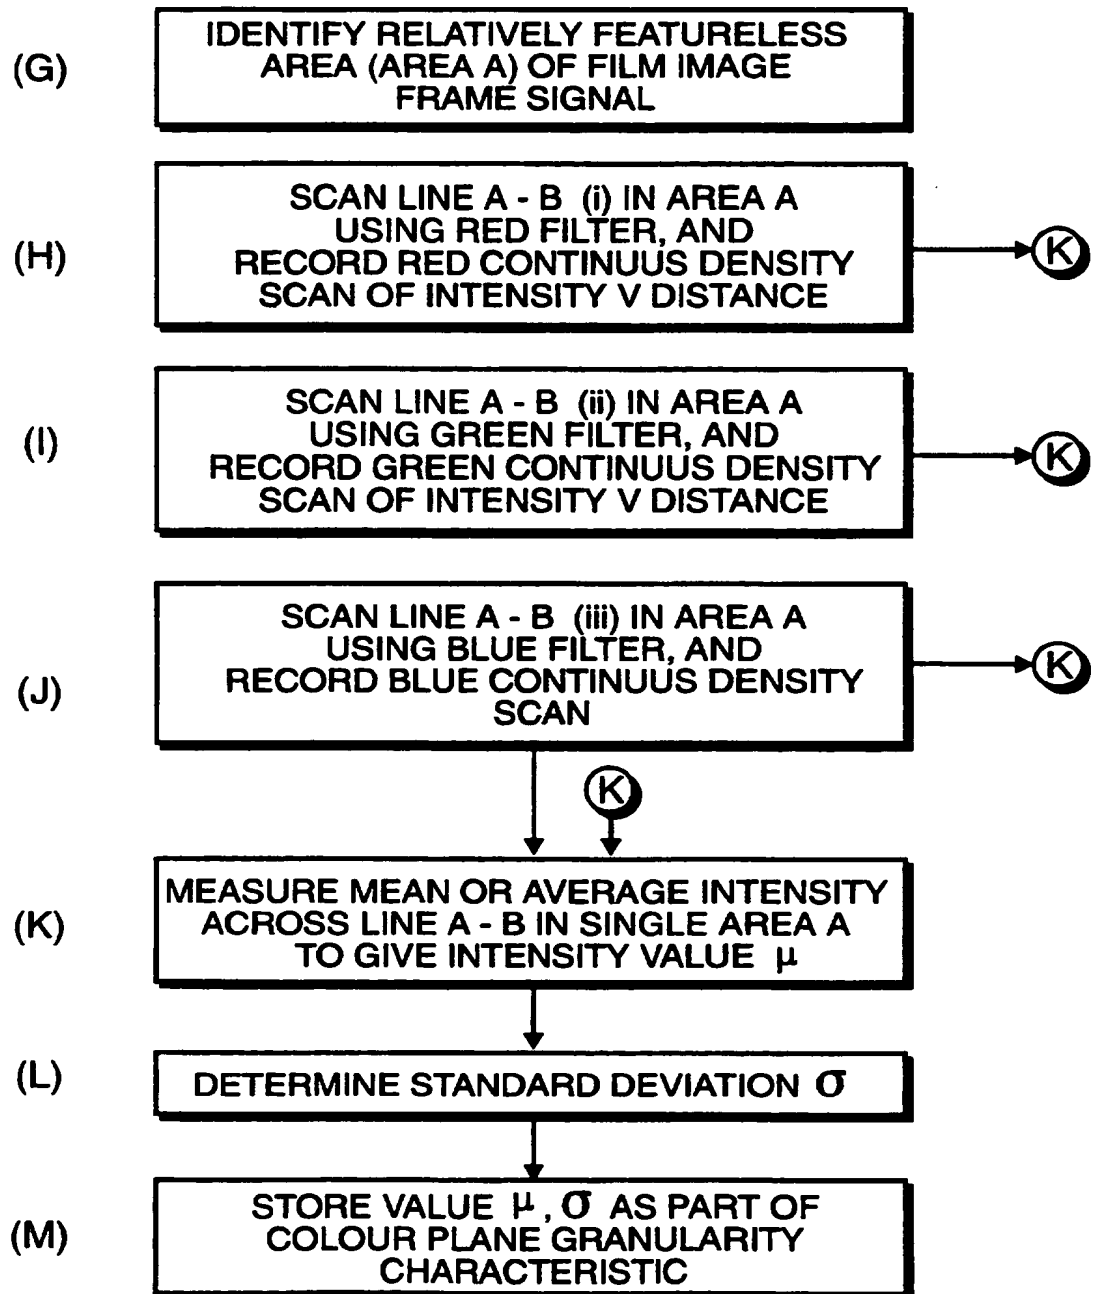 (G)
IDENTIFY RELATIVELY FEATURELESS
AREA (AREA A) OF FILM IMAGE
FRAME SIGNAL
(H)
SCAN LINE A - B (i) IN AREA A
USING RED FILTER, AND
RECORD RED CONTINUUS DENSITY
SCAN OF INTENSITY V DISTANCE
K
(I)
SCAN LINE A - B (ii) IN AREA A
USING GREEN FILTER, AND
RECORD GREEN CONTINUUS DENSITY
SCAN OF INTENSITY V DISTANCE
K
(J)
SCAN LINE A - B (iii) IN AREA A
USING BLUE FILTER, AND
RECORD BLUE CONTINUUS DENSITY
SCAN
K
K
(K)
MEASURE MEAN OR AVERAGE INTENSITY
ACROSS LINE A - B IN SINGLE AREA A
TO GIVE INTENSITY VALUE μ
(L)
DETERMINE STANDARD DEVIATION σ
(M)
STORE VALUE μ, σ AS PART OF
COLOUR PLANE GRANULARITY
CHARACTERISTIC